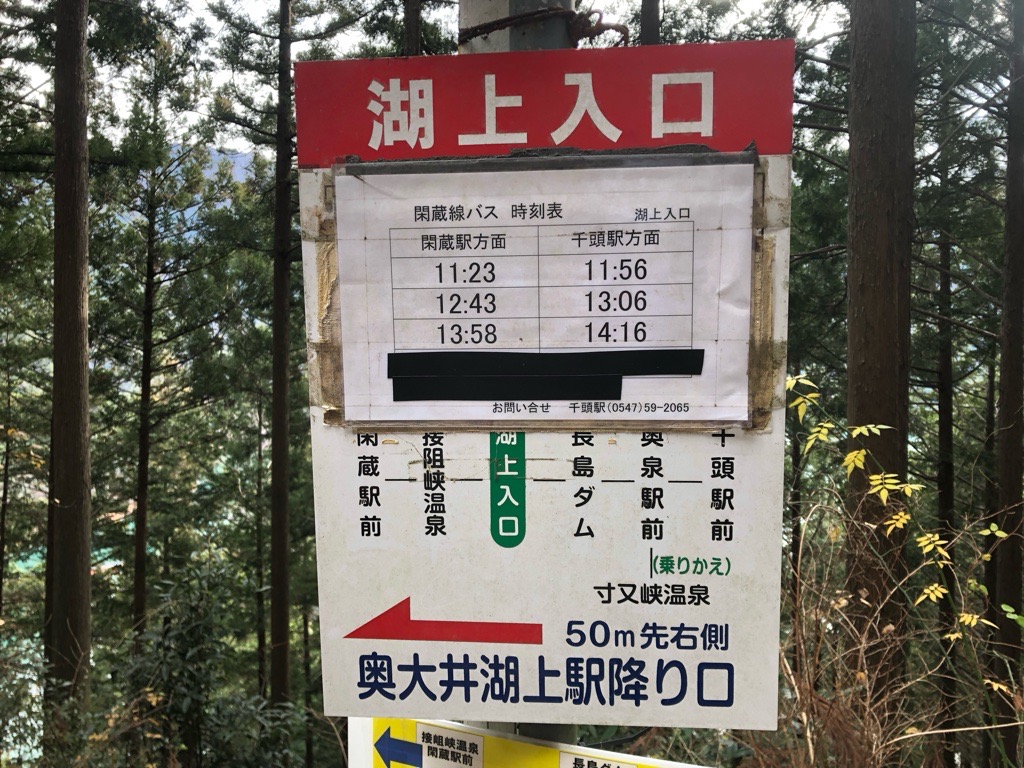 湖上入口
閑蔵線バス 時刻表 湖上入口
閑蔵駅方面 千頭駅方面
11:23 11:56
12:43 13:06
13:58 14:16
お問い合せ 千頭駅(0547)59-2065
閑蔵駅前
接阻峡温泉
湖上入口
長島ダム
奥泉駅前
千頭駅前
(乗りかえ)
寸又峡温泉
50m先右側
奥大井湖上駅降り口
接岨峡温泉
閑蔵駅前
長島ダム